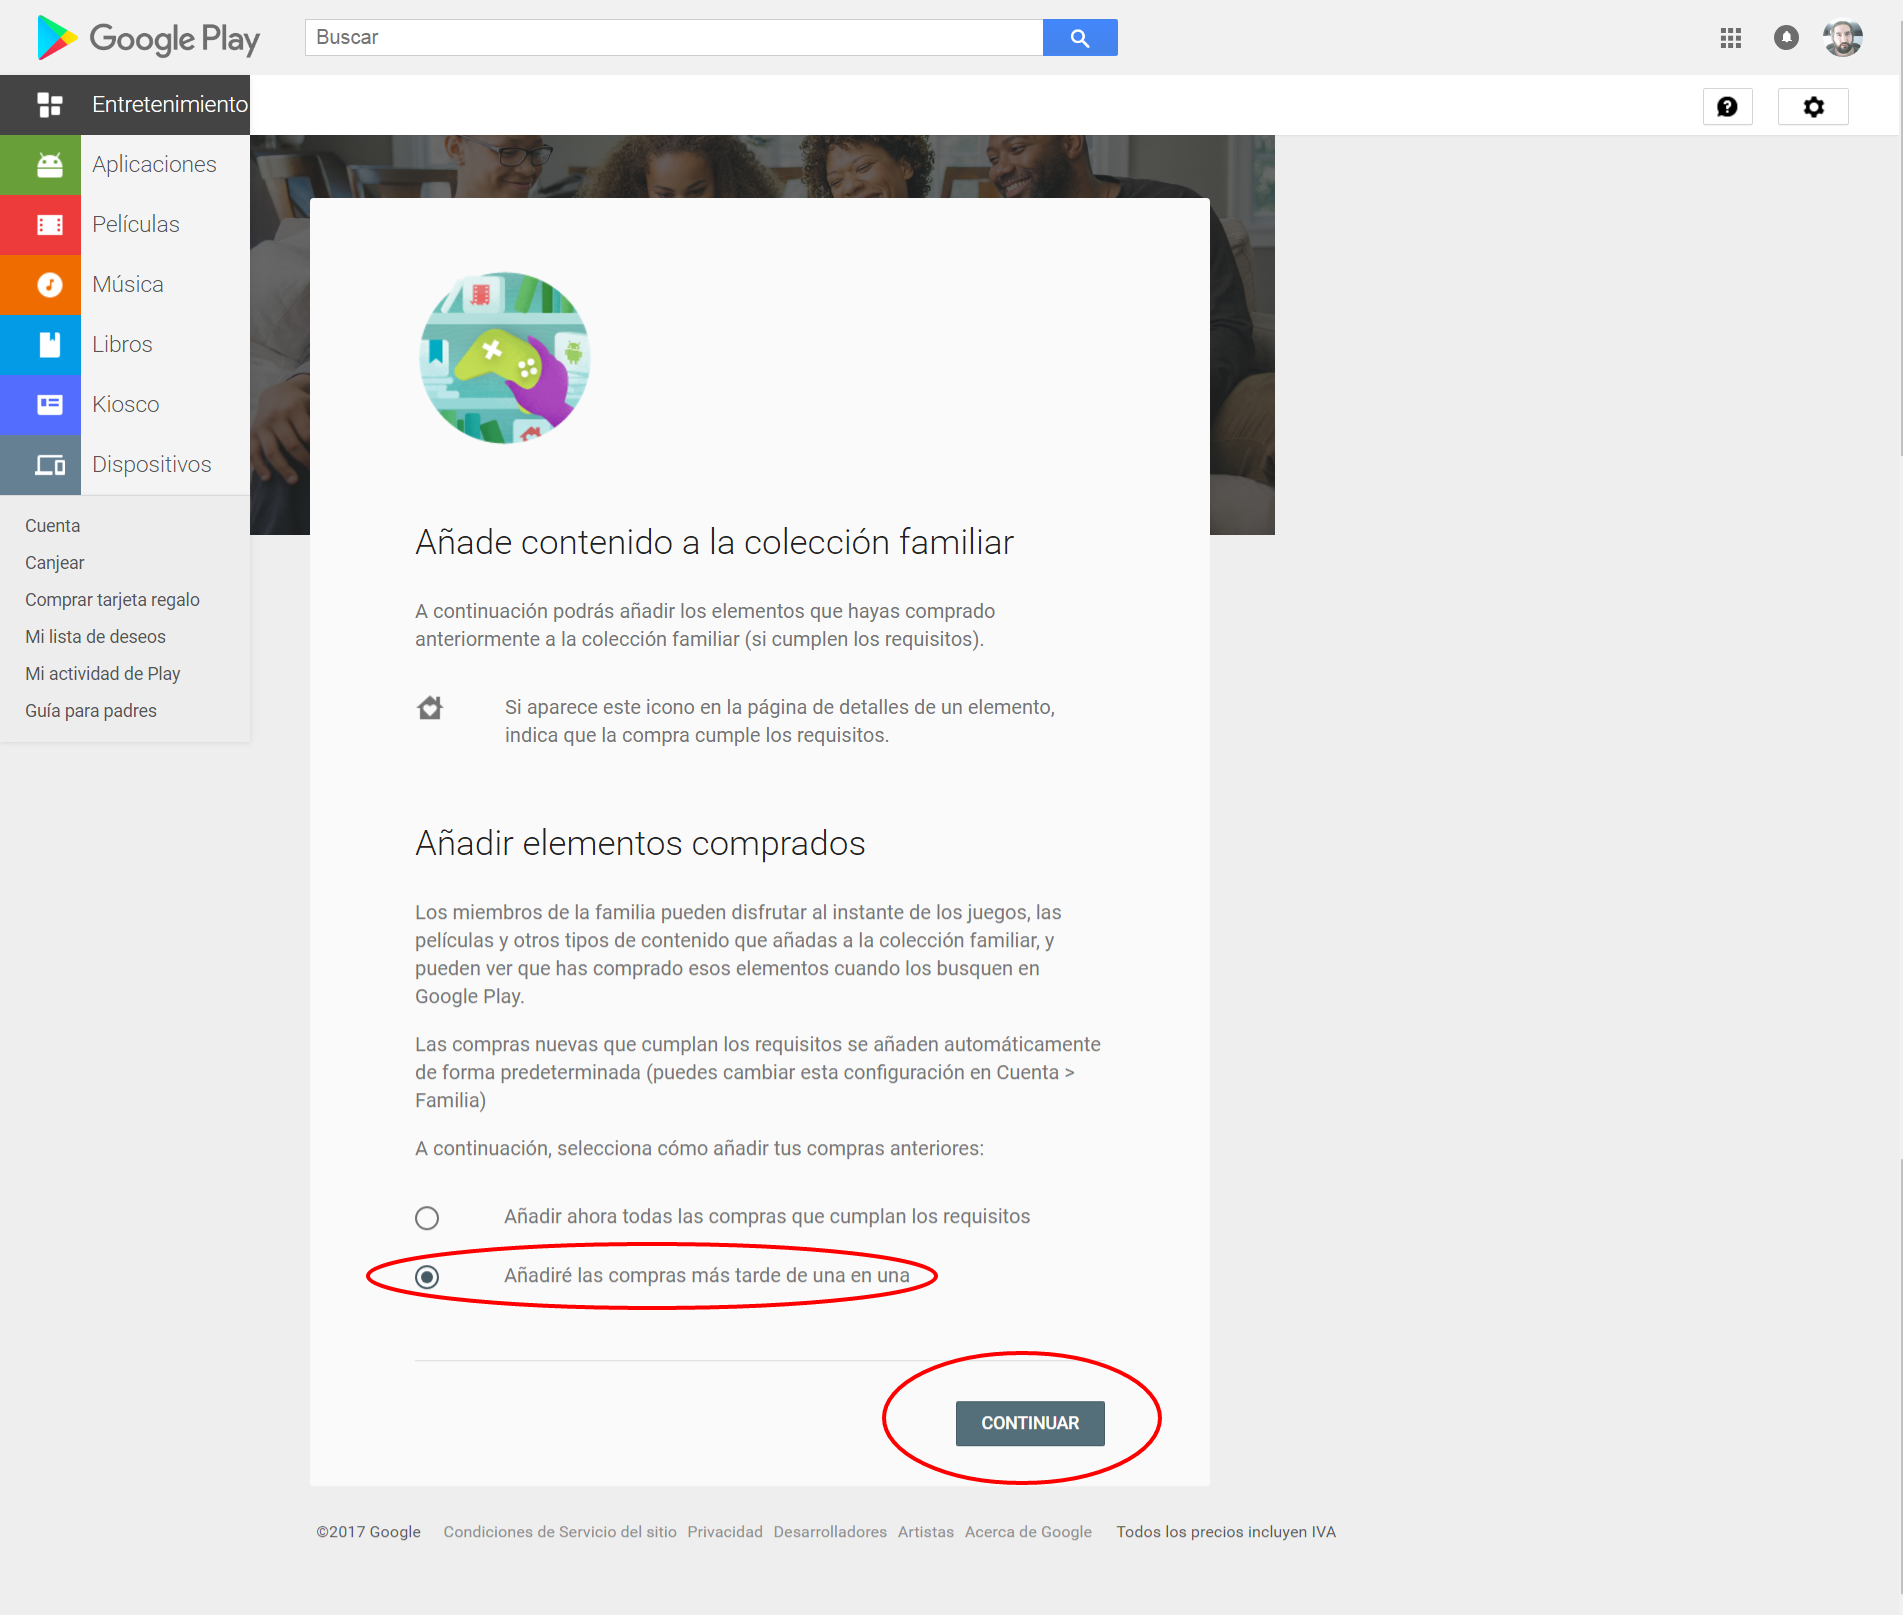 Google Play
Buscar
Entretenimiento
Aplicaciones
Películas
Música
Libros
Kiosco
Dispositivos
Cuenta
Canjear
Comprar tarjeta regalo
Mi lista de deseos
Mi actividad de Play
Guía para padres
Añade contenido a la colección familiar
A continuación podrás añadir los elementos que hayas comprado
anteriormente a la colección familiar (si cumplen los requisitos).
Si aparece este icono en la página de detalles de un elemento,
indica que la compra cumple los requisitos.
Añadir elementos comprados
Los miembros de la familia pueden disfrutar al instante de los juegos, las
películas y otros tipos de contenido que añadas a la colección familiar, y
pueden ver que has comprado esos elementos cuando los busquen en
Google Play.
Las compras nuevas que cumplan los requisitos se añaden automáticamente
de forma predeterminada (puedes cambiar esta configuración en Cuenta >
Familia)
A continuación, selecciona cómo añadir tus compras anteriores:
Añadir ahora todas las compras que cumplan los requisitos
Añadiré las compras más tarde de una en una
CONTINUAR
©2017 Google Condiciones de Servicio del sitio Privacidad Desarrolladores Artistas Acerca de Google Todos los precios incluyen IVA